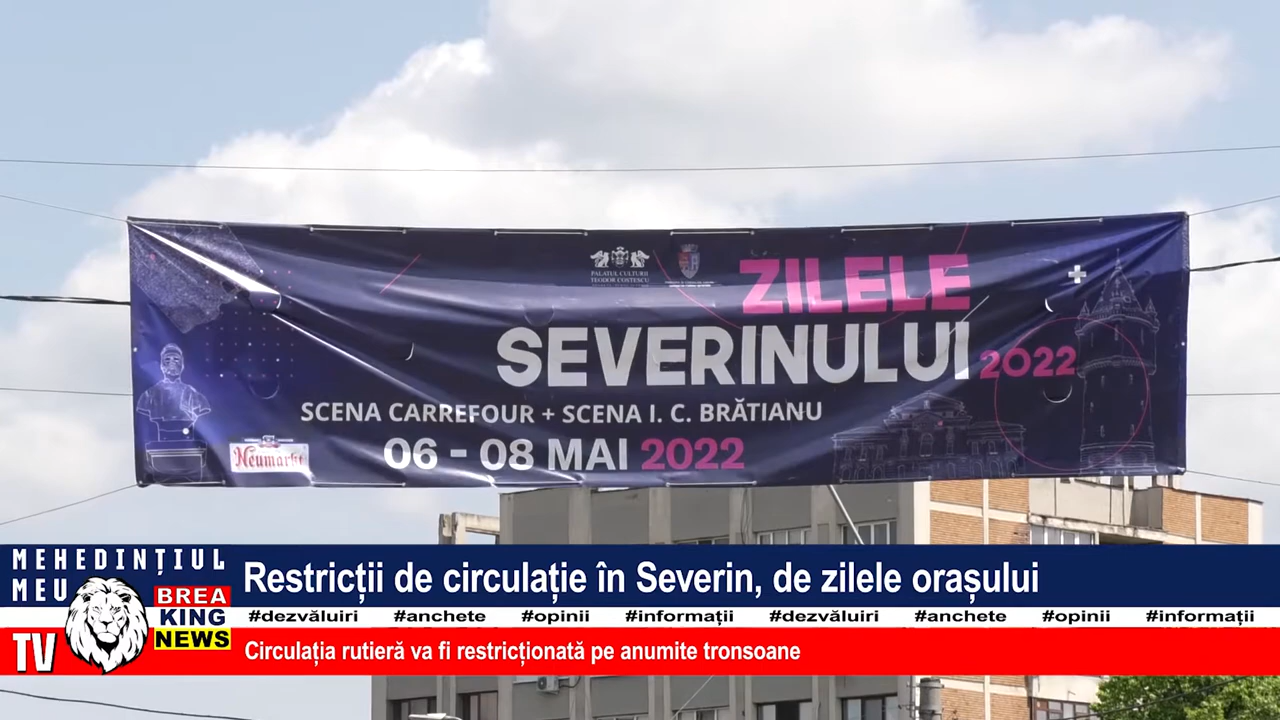 PALATUL CULTURII
TEODOR COSTESCU
ZILELE
SEVERINULUI 2022
SCENA CARREFOUR + SCENA I. C. BRĂTIANU
Neumarkt
06 - 08 MAI 2022
MEHEDINȚIUL
MEU
TV
BREA
KING
NEWS
Restricții de circulație în Severin, de zilele orașului
#dezvăluiri #anchete #opinii #informații #dezvăluiri #anchete #opinii #informații
Circulația rutieră va fi restricționată pe anumite tronsoane